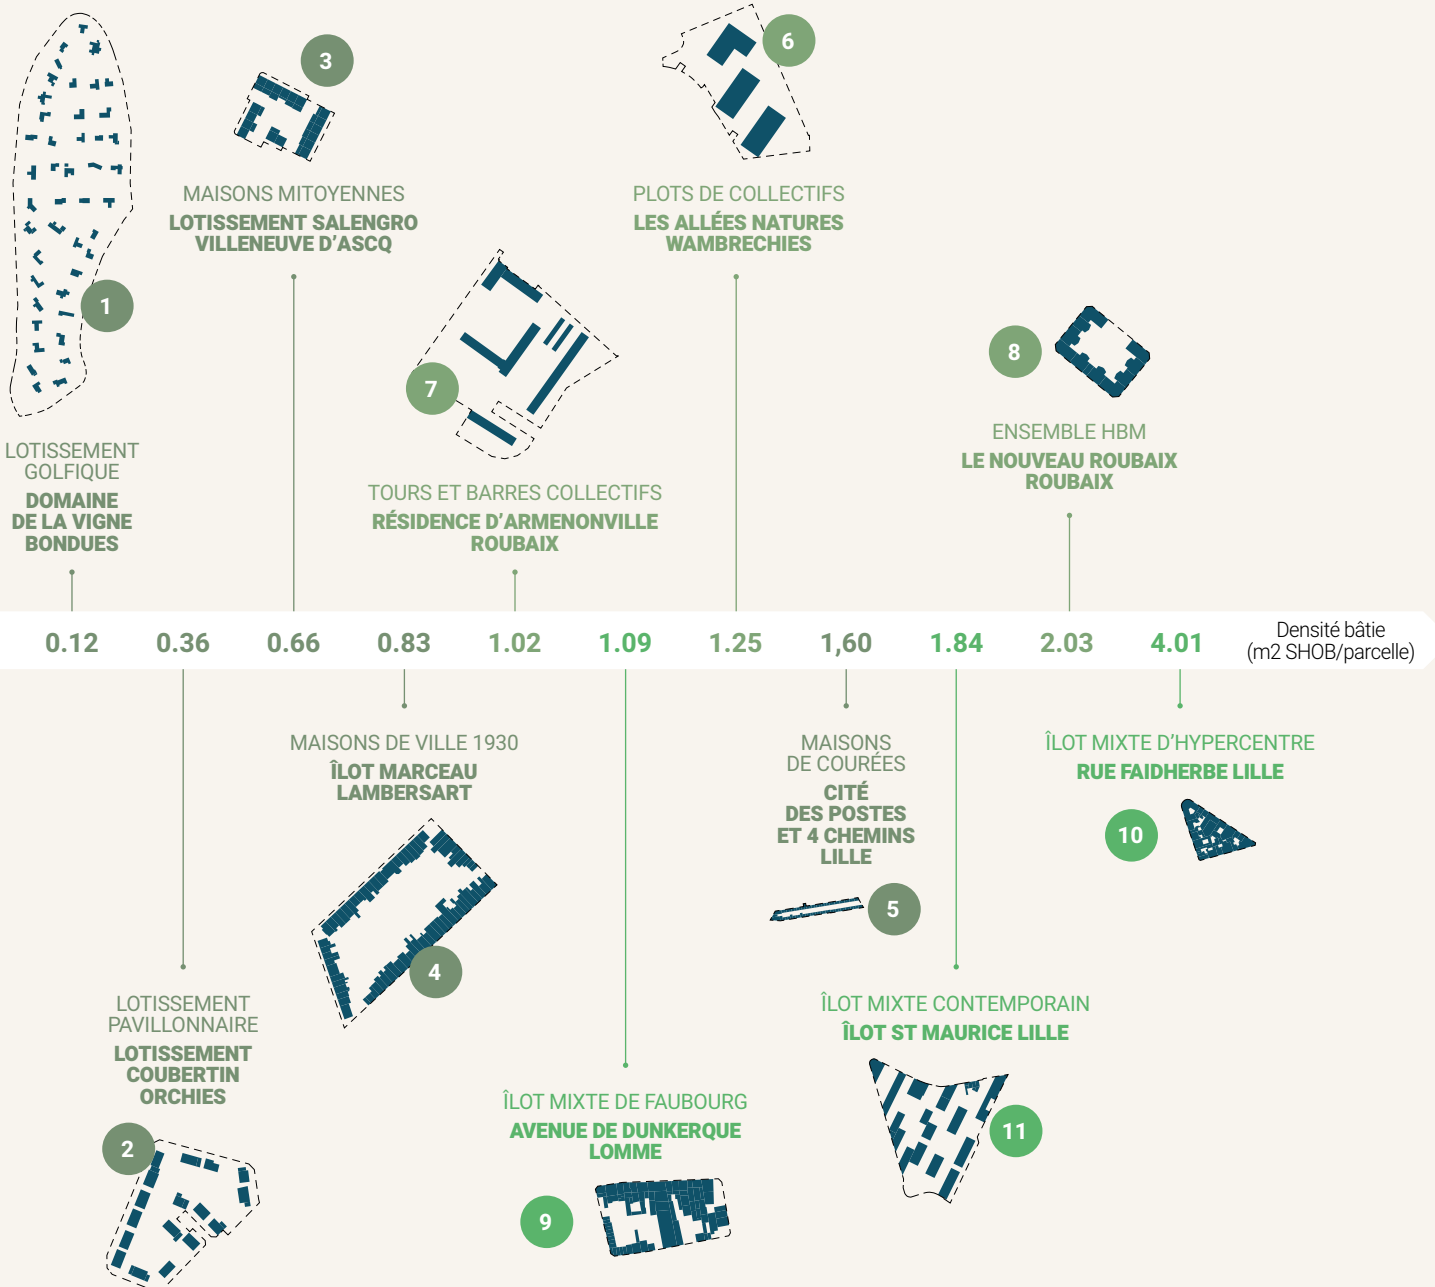 3
6
MAISONS MITOYENNES
LOTISSEMENT SALENGRO
VILLENEUVE D’ASCQ
PLOTS DE COLLECTIFS
LES ALLÉES NATURES
WAMBRECHIES
1
7
8
LOTISSEMENT
GOLFIQUE
DOMAINE
DE LA VIGNE
BONDUES
TOURS ET BARRES COLLECTIFS
RÉSIDENCE D’ARMENONVILLE
ROUBAIX
ENSEMBLE HBM
LE NOUVEAU ROUBAIX
ROUBAIX
0.12 0.36 0.66 0.83 1.02 1.09 1.25 1,60 1.84 2.03 4.01
Densité bâtie
(m2 SHOB/parcelle)
MAISONS DE VILLE 1930
ÎLOT MARCEAU
LAMBERSART
4
MAISONS
DE COURÉES
CITÉ
DES POSTES
ET 4 CHEMINS
LILLE
5
ÎLOT MIXTE D’HYPERCENTRE
RUE FAIDHERBE LILLE
10
LOTISSEMENT
PAVILLONNAIRE
LOTISSEMENT
COUBERTIN
ORCHIES
2
ÎLOT MIXTE DE FAUBOURG
AVENUE DE DUNKERQUE
LOMME
9
ÎLOT MIXTE CONTEMPORAIN
ÎLOT ST MAURICE LILLE
11